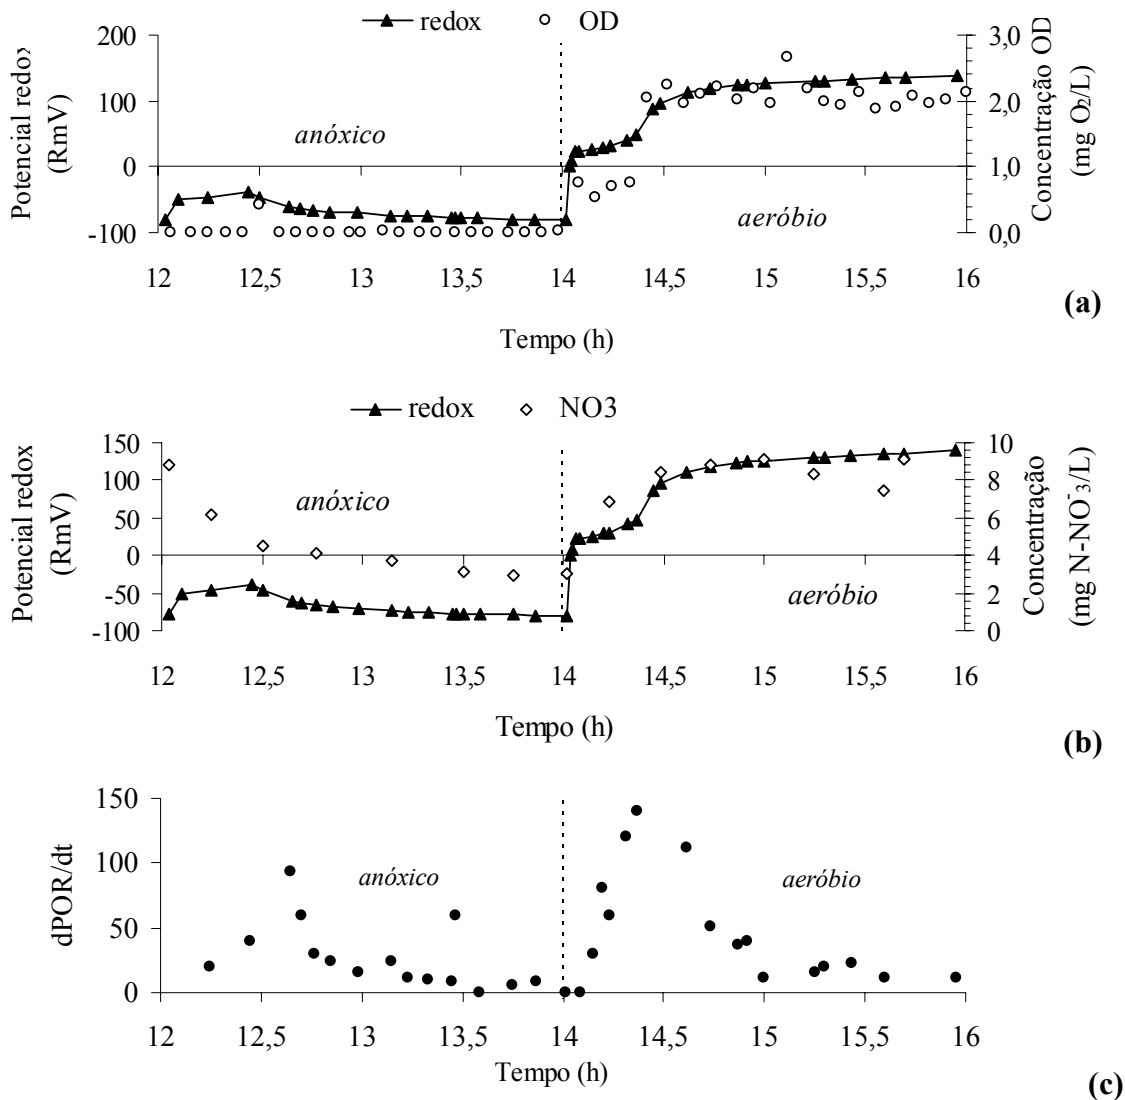 redox OD
200 3,0
100 2,0
0 1,0
-100 0,0
Potencial redox
(RmV)
anóxico
aeróbio
Concentração OD
(mg O2/L)
12 12,5 13 13,5 14 14,5 15 15,5 16
Tempo (h)
(a)
redox NO3
150 10
100 8
50 6
0 4
-50 2
-100 0
Potencial redox
(RmV)
anóxico
aeróbio
Concentração
(mg N-NO-3/L)
12 12,5 13 13,5 14 14,5 15 15,5 16
Tempo (h)
(b)
150
100
50
0
dPOR/dt
anóxico
aeróbio
12 12,5 13 13,5 14 14,5 15 15,5 16
Tempo (h)
(c)